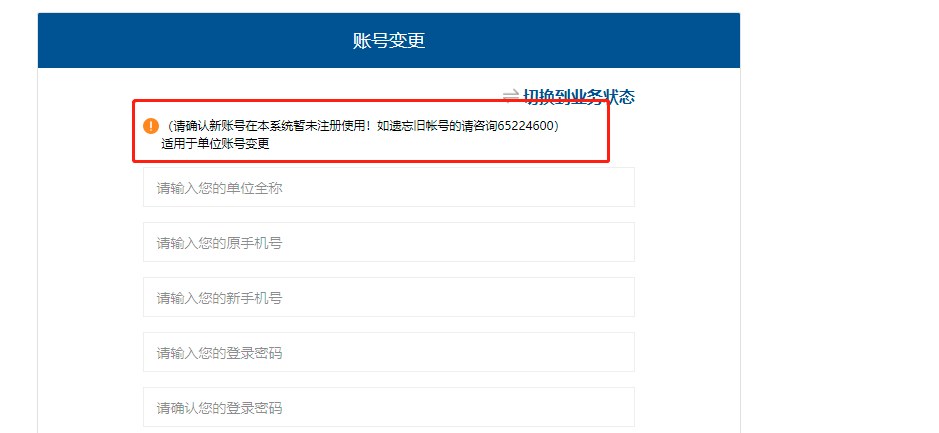 账号变更
切换到业务状态
（请确认新账号在本系统暂未注册使用！如遗忘旧帐号的请咨询65224600）
适用于单位账号变更
请输入您的单位全称
请输入您的原手机号
请输入您的新手机号
请输入您的登录密码
请确认您的登录密码